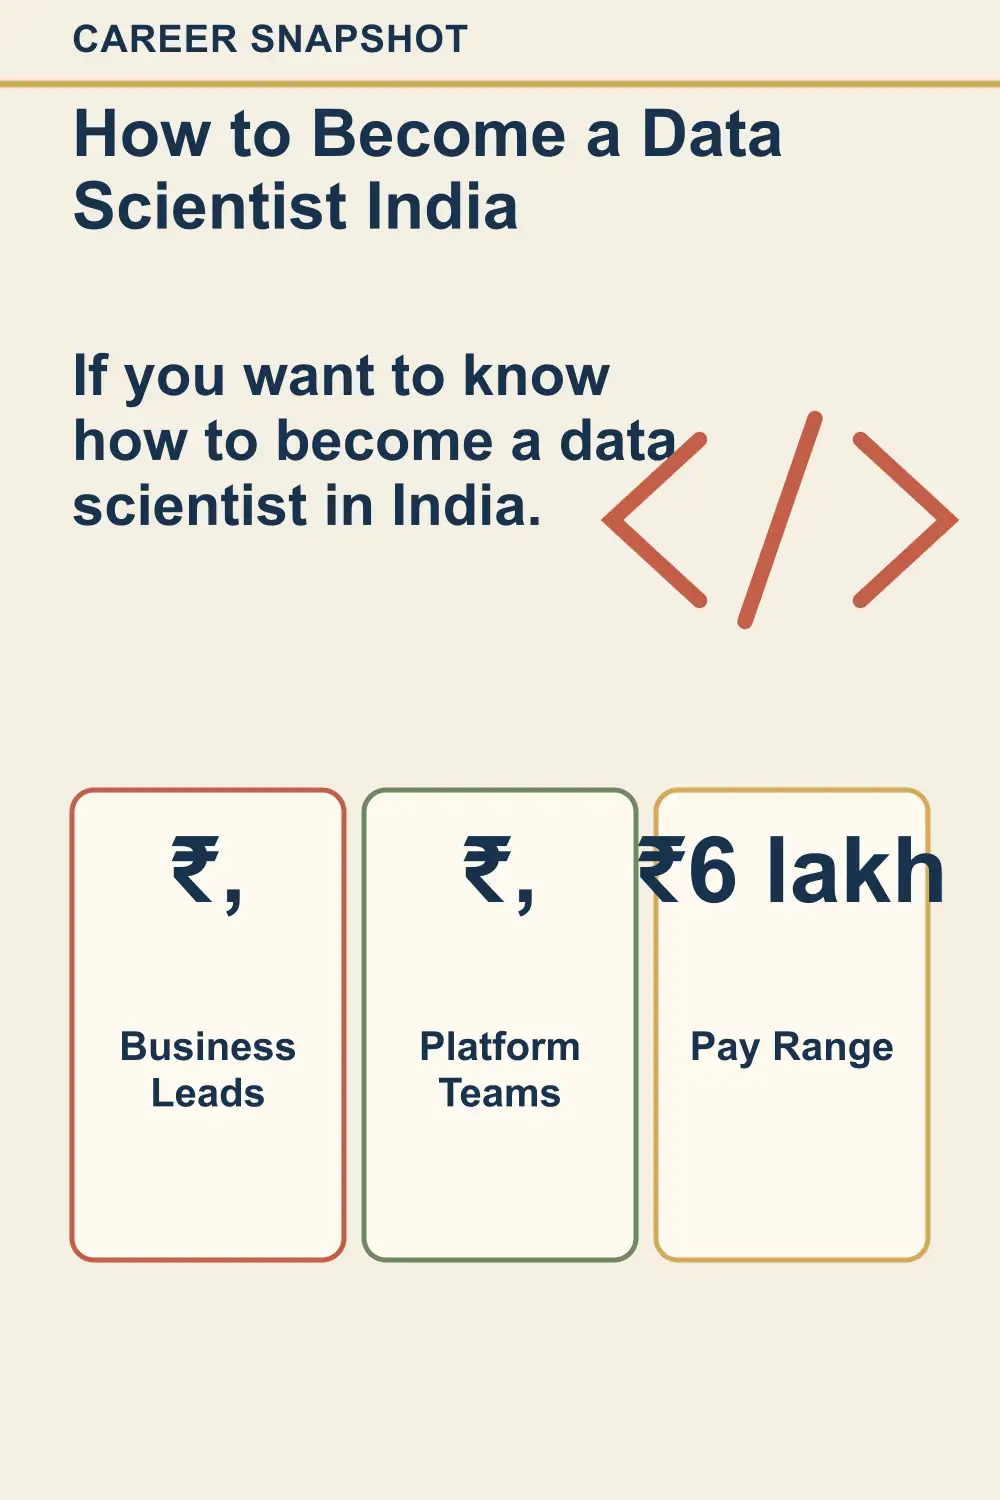 CAREER SNAPSHOT
How to Become a Data
Scientist India
If you want to know
how to become a data
scientist in India.
</>
₹,
₹,
₹6 lakh
Business
Leads
Platform
Teams
Pay Range